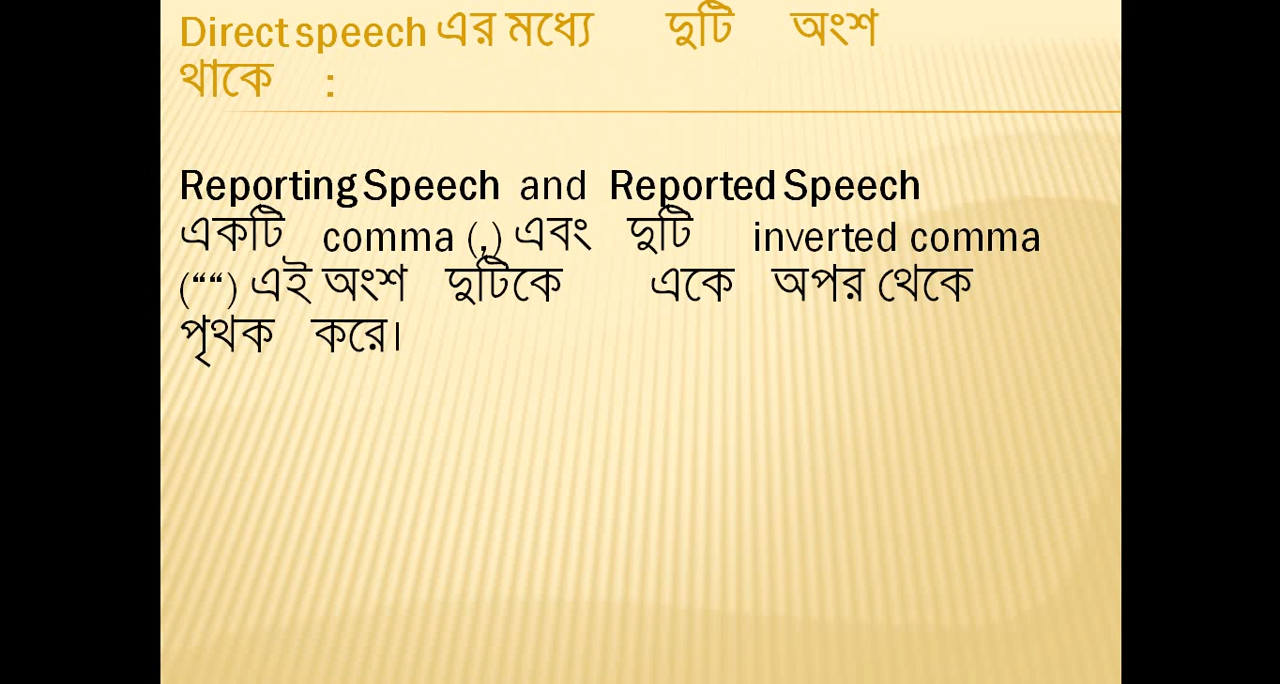 Direct speech এর মধ্যে দুটি অংশ
থাকে :
Reporting Speech and Reported Speech
একটি comma (,) এবং দুটি inverted comma
(““) এই অংশ দুটিকে একে অপর থেকে
পৃথক করে।